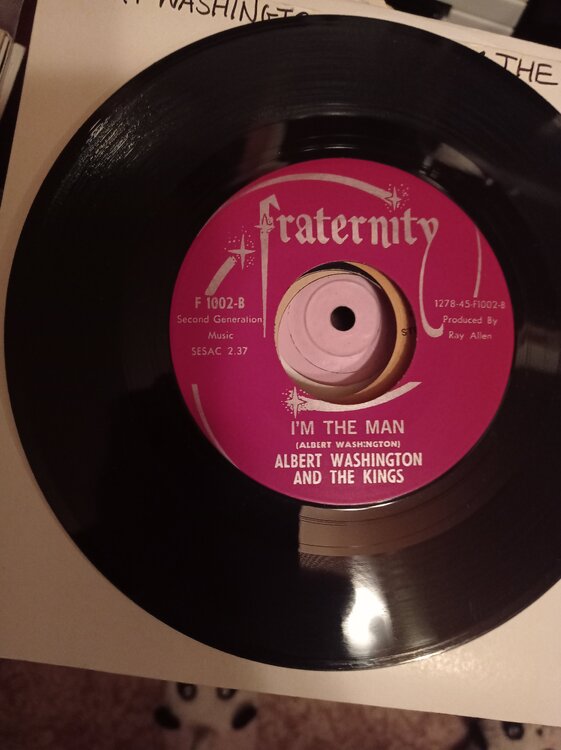 WASHINGTO
THE
fraternity
F 1002-B
Second Generation
Music
SESAC 2.37
1278-45-F1002-B
Produced By
Ray Allen
I'M THE MAN
(ALBERT WASHINGTON)
ALBERT WASHINGTON
AND THE KINGS